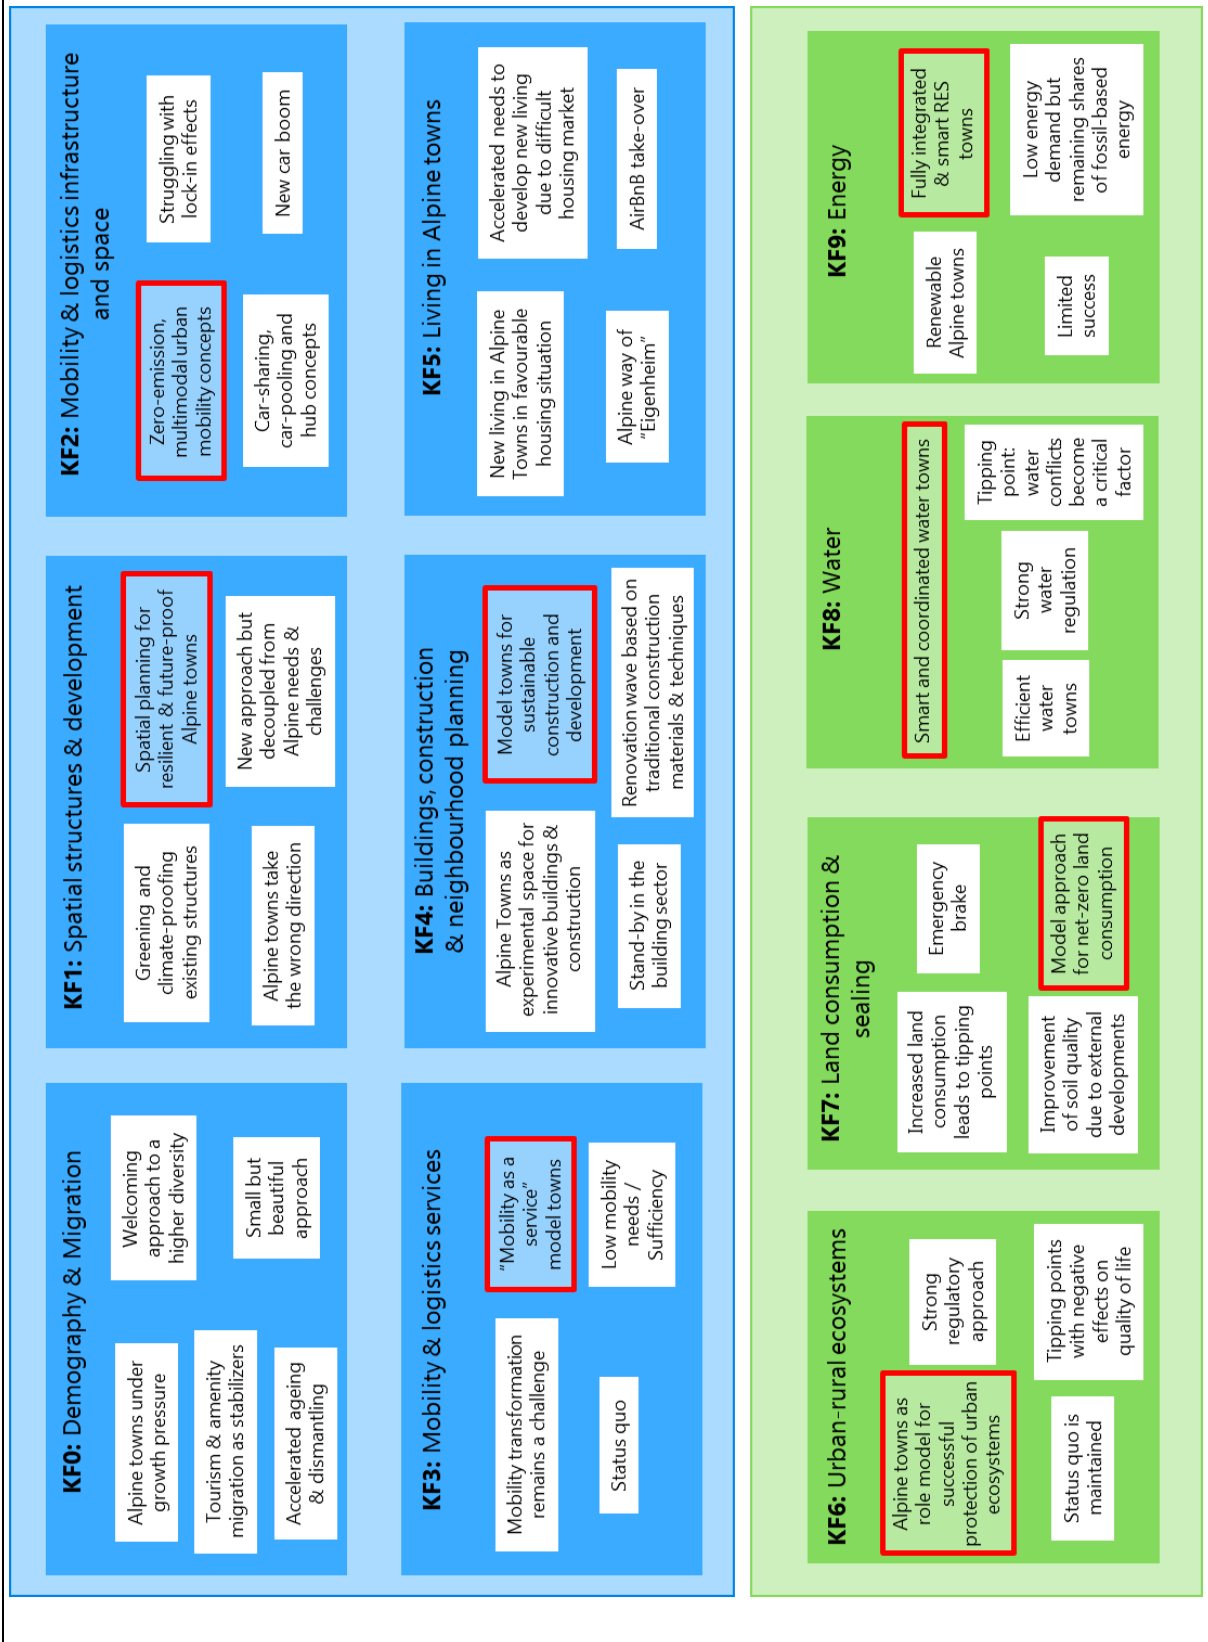 KF0: Demography & Migration
Alpine towns under
growth pressure
Welcoming
approach to a
higher diversity
Tourism & amenity
migration as stabilizers
Small but
beautiful
approach
Accelerated ageing
& dismantling
KF1: Spatial structures & development
Greening and
climate-proofing
existing structures
Spatial planning for
resilient & future-proof
Alpine towns
Alpine towns take
the wrong direction
New approach but
decoupled from
Alpine needs &
challenges
KF2: Mobility & logistics infrastructure
and space
Zero-emission,
multimodal urban
mobility concepts
Struggling with
lock-in effects
Car-sharing,
car-pooling and
hub concepts
New car boom
KF3: Mobility & logistics services
Mobility transformation
remains a challenge
“Mobility as a
service”
model towns
Status quo
Low mobility
needs /
Sufficiency
KF4: Buildings, construction
& neighbourhood planning
Alpine Towns as
experimental space for
innovative buildings &
construction
Model towns for
sustainable
construction and
development
Stand-by in the
building sector
Renovation wave based on
traditional construction
materials & techniques
KF5: Living in Alpine towns
New living in Alpine
Towns in favourable
housing situation
Accelerated needs to
develop new living
due to difficult
housing market
Alpine way of
“Eigenheim”
AirBnB take-over
KF6: Urban-rural ecosystems
Alpine towns as
role model for
successful
protection of urban
ecosystems
Strong
regulatory
approach
Status quo is
maintained
Tipping points
with negative
effects on
quality of life
KF7: Land consumption &
sealing
Increased land
consumption
leads to tipping
points
Emergency
brake
Improvement
of soil quality
due to external
developments
Model approach
for net-zero land
consumption
KF8: Water
Smart and coordinated water towns
Efficient
water
towns
Strong
water
regulation
Tipping
point:
water
conflicts
become
a critical
factor
KF9: Energy
Renewable
Alpine towns
Fully integrated
& smart RES
towns
Limited
success
Low energy
demand but
remaining shares
of fossil-based
energy